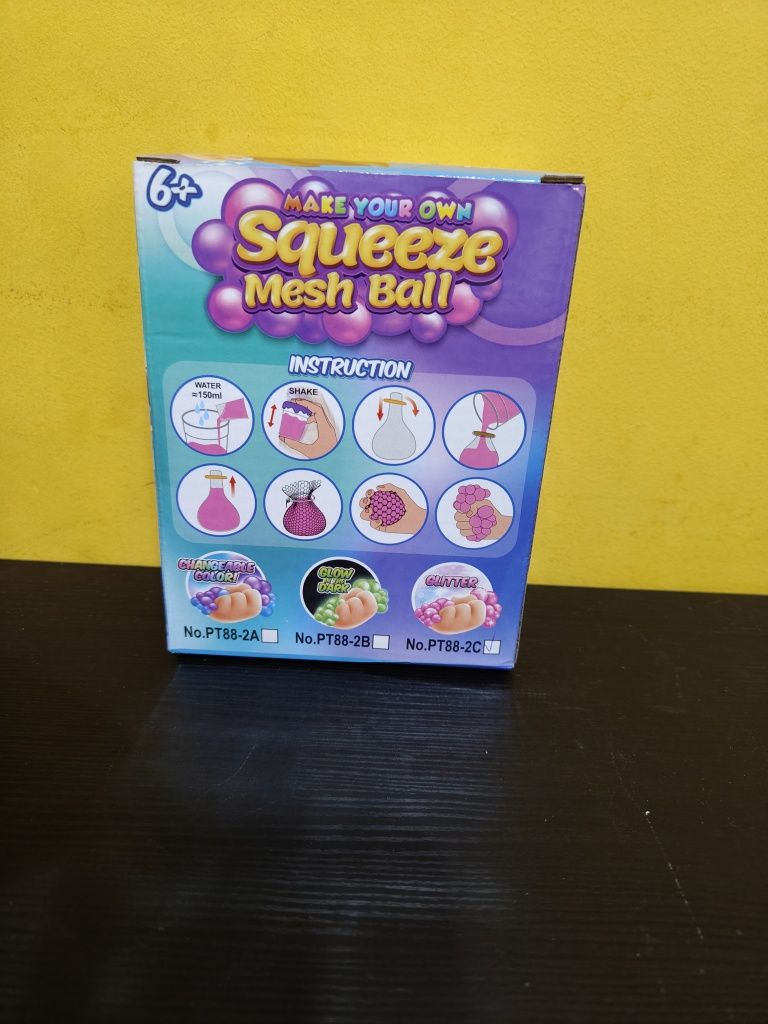 6+
MAKE YOUR OWN
Squeeze
Mesh Ball
INSTRUCTION
WATER
≈150ml
SHAKE
CHANGEABLE
COLOR!
GLOW
IN THE
DARK
GLITTER
No.PT88-2A
No.PT88-2B
No.PT88-2C